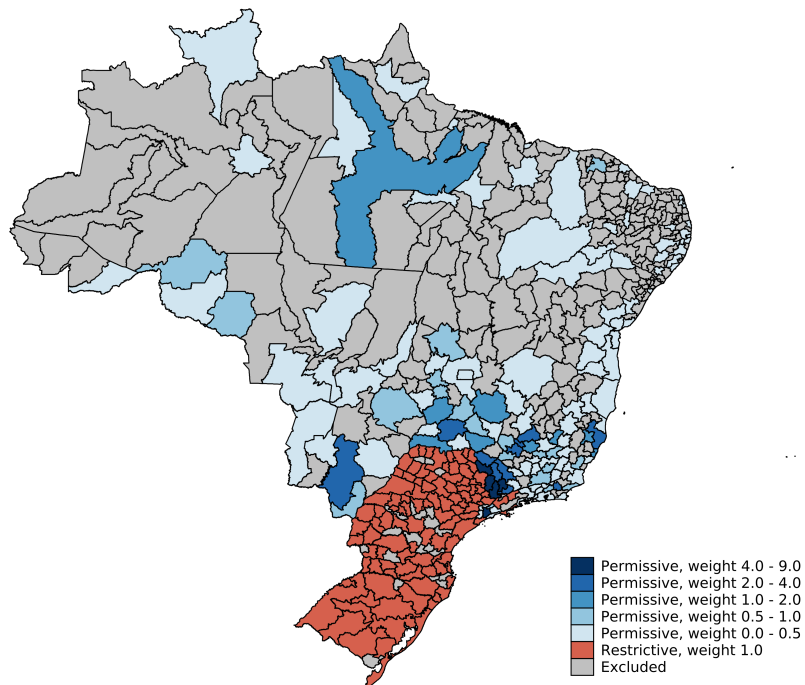 Permissive, weight 4.0 - 9.0
Permissive, weight 2.0 - 4.0
Permissive, weight 1.0 - 2.0
Permissive, weight 0.5 - 1.0
Permissive, weight 0.0 - 0.5
Restrictive, weight 1.0
Excluded